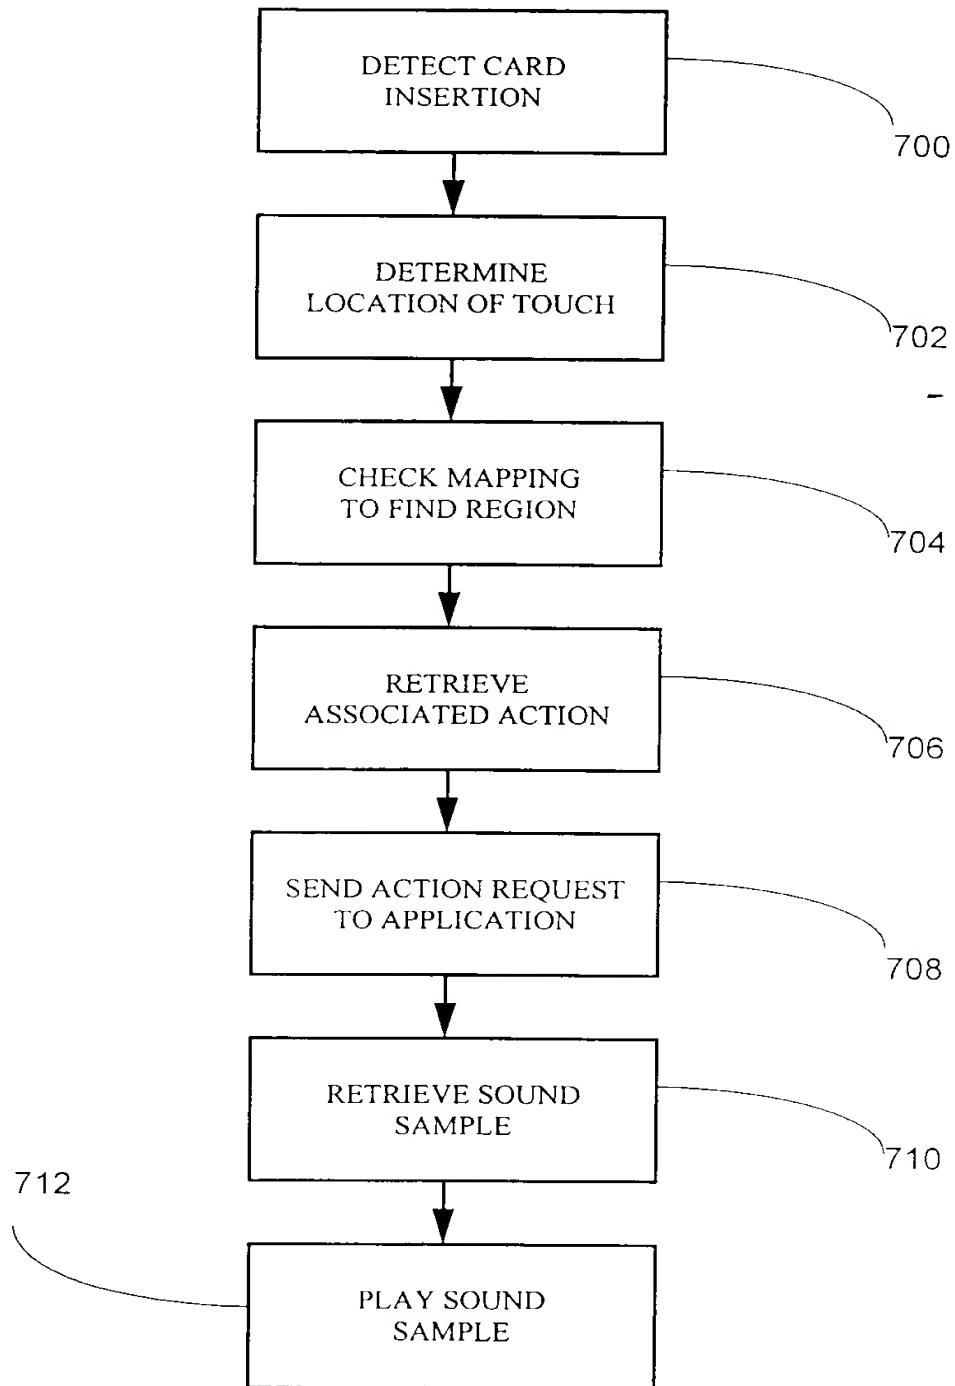 DETECT CARD
INSERTION
700
DETERMINE
LOCATION OF TOUCH
702
CHECK MAPPING
TO FIND REGION
704
RETRIEVE
ASSOCIATED ACTION
706
SEND ACTION REQUEST
TO APPLICATION
708
RETRIEVE SOUND
SAMPLE
710
712
PLAY SOUND
SAMPLE